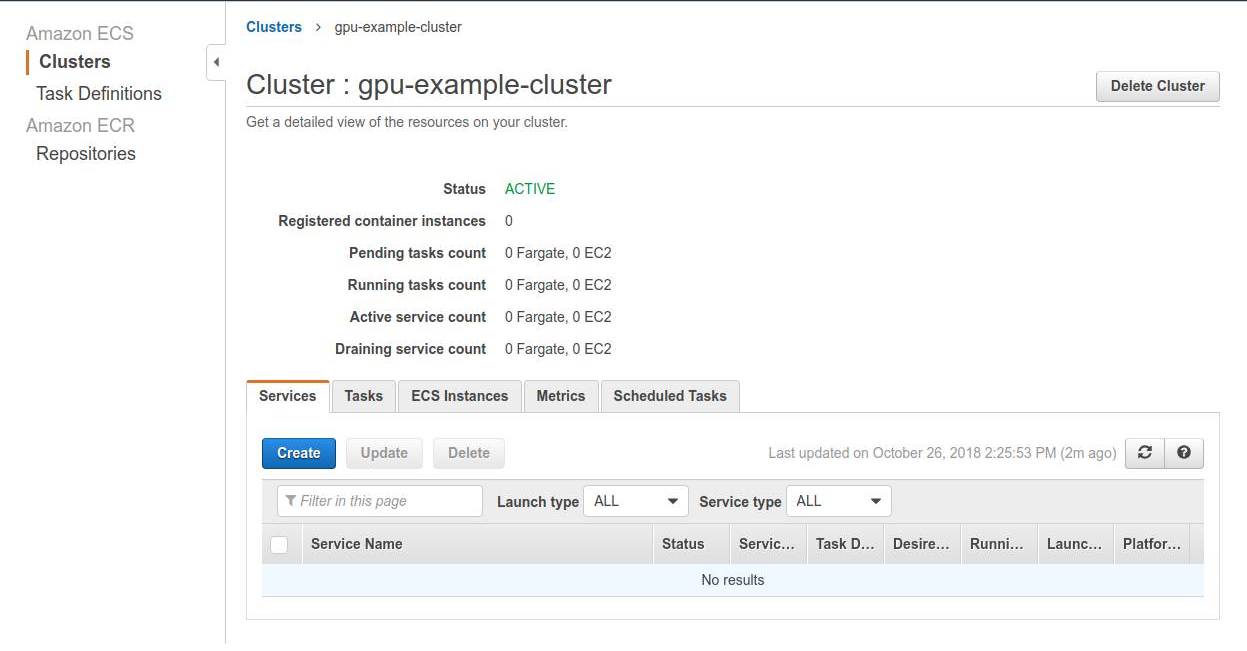 Amazon ECS
Clusters
Task Definitions
Amazon ECR
Repositories
Clusters > gpu-example-cluster
Cluster : gpu-example-cluster
Delete Cluster
Get a detailed view of the resources on your cluster.
Status ACTIVE
Registered container instances 0
Pending tasks count 0 Fargate, 0 EC2
Running tasks count 0 Fargate, 0 EC2
Active service count 0 Fargate, 0 EC2
Draining service count 0 Fargate, 0 EC2
Services Tasks ECS Instances Metrics Scheduled Tasks
Create Update Delete Last updated on October 26, 2018 2:25:53 PM (2m ago)
Filter in this page Launch type ALL Service type ALL
Service Name Status Servic... Task D... Desire... Runni... Launc... Platfor...
No results